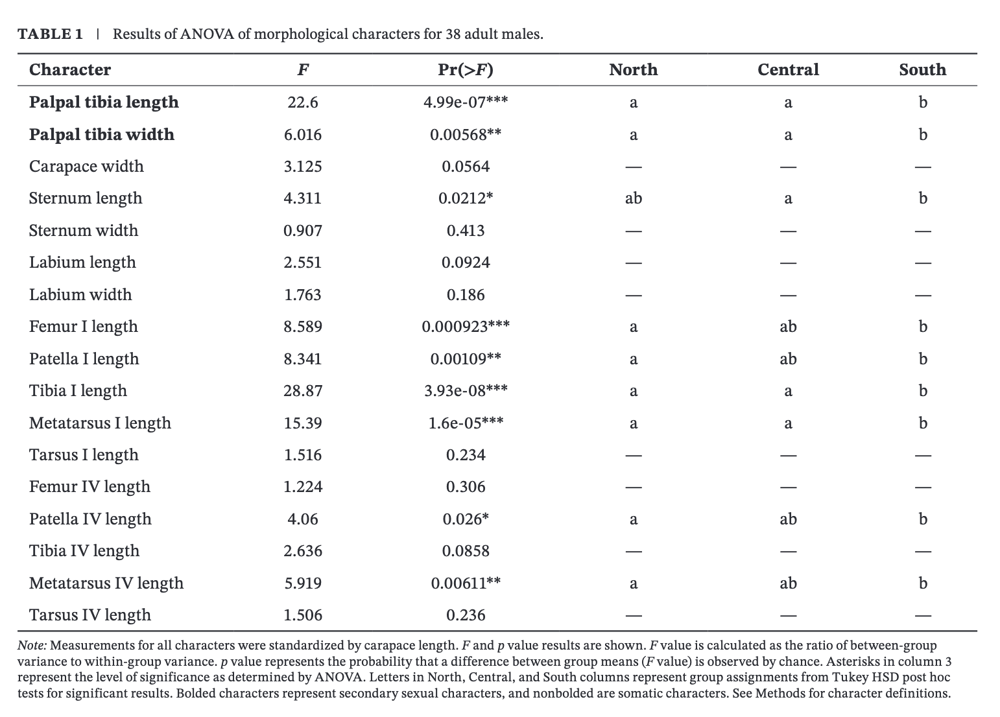 TABLE 1 | Results of ANOVA of morphological characters for 38 adult males.
Character F Pr(>F) North Central South
Palpal tibia length 22.6 4.99e-07*** a a b
Palpal tibia width 6.016 0.00568** a a b
Carapace width 3.125 0.0564 — — —
Sternum length 4.311 0.0212* ab a b
Sternum width 0.907 0.413 — — —
Labium length 2.551 0.0924 — — —
Labium width 1.763 0.186 — — —
Femur I length 8.589 0.000923*** a ab b
Patella I length 8.341 0.00109** a ab b
Tibia I length 28.87 3.93e-08*** a a b
Metatarsus I length 15.39 1.6e-05*** a a b
Tarsus I length 1.516 0.234 — — —
Femur IV length 1.224 0.306 — — —
Patella IV length 4.06 0.026* a ab b
Tibia IV length 2.636 0.0858 — — —
Metatarsus IV length 5.919 0.00611** a ab b
Tarsus IV length 1.506 0.236 — — —
Note: Measurements for all characters were standardized by carapace length. F and p value results are shown. F value is calculated as the ratio of between-group
variance to within-group variance. p value represents the probability that a difference between group means (F value) is observed by chance. Asterisks in column 3
represent the level of significance as determined by ANOVA. Letters in North, Central, and South columns represent group assignments from Tukey HSD post hoc
tests for significant results. Bolded characters represent secondary sexual characters, and nonbolded are somatic characters. See Methods for character definitions.